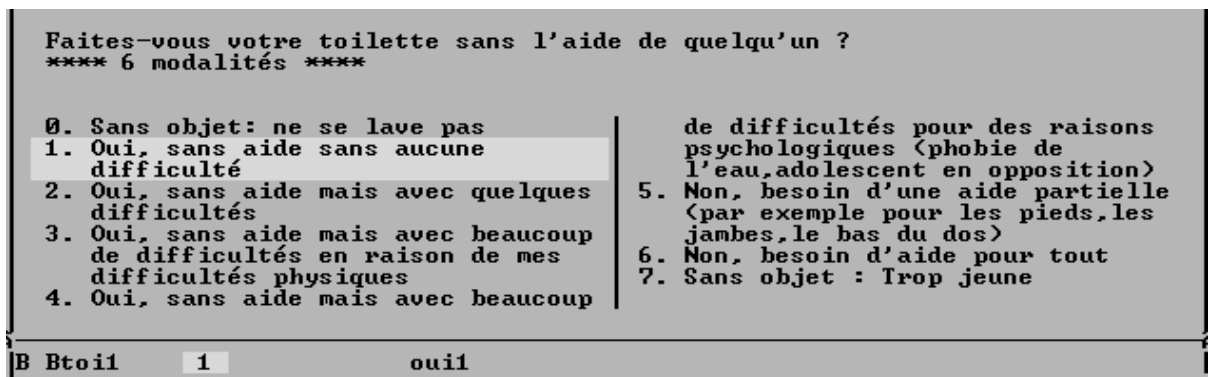 Faites-vous votre toilette sans l'aide de quelqu'un ?
**** 6 modalités ****
0. Sans objet: ne se lave pas
1. Oui, sans aide sans aucune
difficulté
2. Oui, sans aide mais avec quelques
difficultés
3. Oui, sans aide mais avec beaucoup
de difficultés en raison de mes
difficultés physiques
4. Oui, sans aide mais avec beaucoup
de difficultés pour des raisons
psychologiques (phobie de
l'eau,adolescent en opposition)
5. Non, besoin d'une aide partielle
(par exemple pour les pieds,les
jambes,le bas du dos)
6. Non, besoin d'aide pour tout
7. Sans objet : Trop jeune
B Btoi1 1 oui1